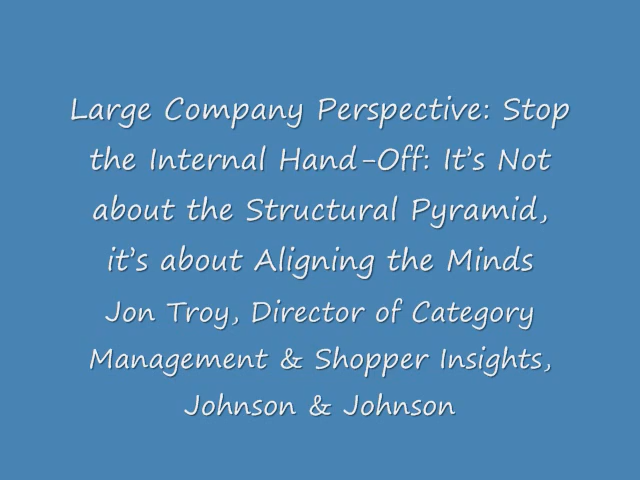 Large Company Perspective: Stop
the Internal Hand-Off: It’s Not
about the Structural Pyramid,
it’s about Aligning the Minds
Jon Troy, Director of Category
Management & Shopper Insights,
Johnson & Johnson